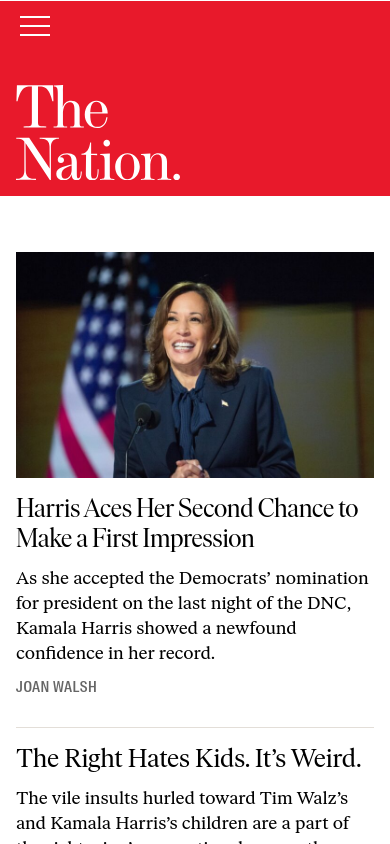 The
Nation.
Harris Aces Her Second Chance to
Make a First Impression
As she accepted the Democrats’ nomination
for president on the last night of the DNC,
Kamala Harris showed a newfound
confidence in her record.
JOAN WALSH
The Right Hates Kids. It’s Weird.
The vile insults hurled toward Tim Walz’s
and Kamala Harris’s children are a part of